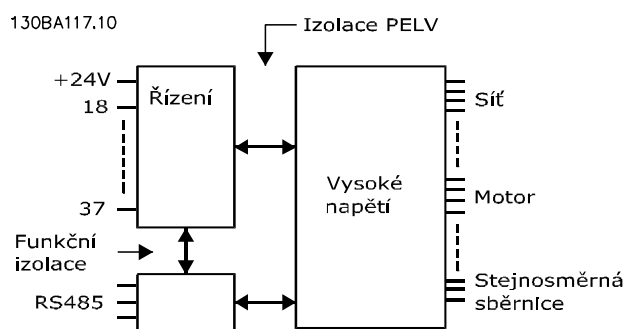 130BA117.10
Izolace PELV
+24V
Řízení
18
Síť
Vysoké
napětí
37
Motor
Funkční
izolace
RS485
Stejnosměrná
sběrnice